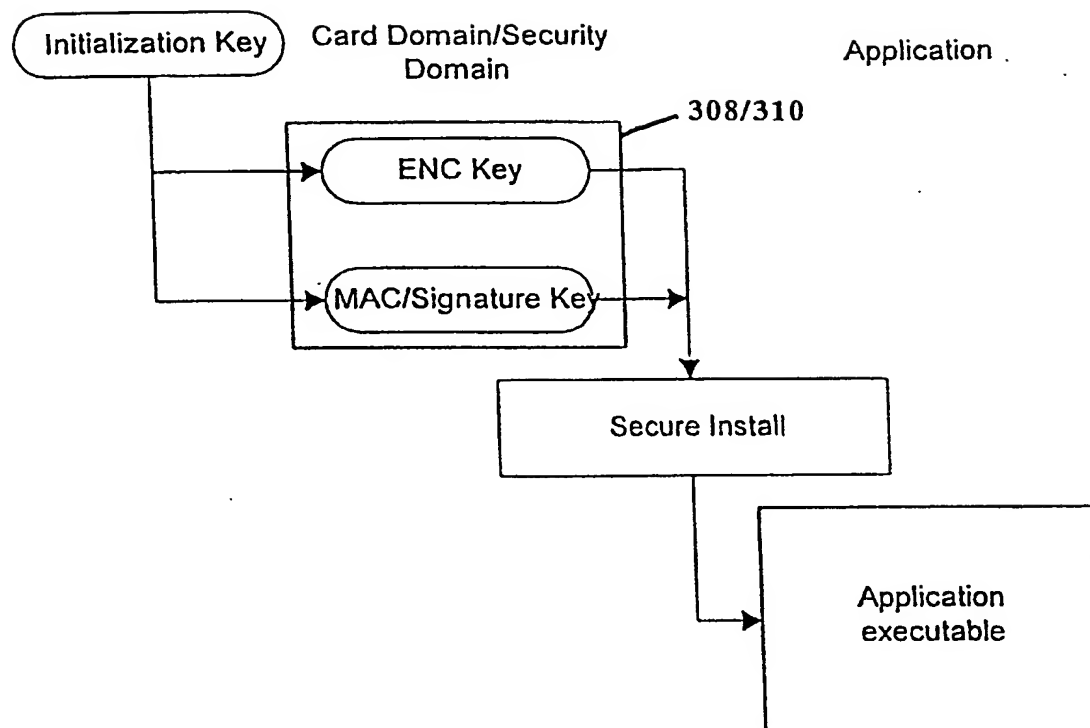 Initialization Key
Card Domain/Security
Domain
Application
308/310
ENC Key
MAC/Signature Key
Secure Install
Application
executable